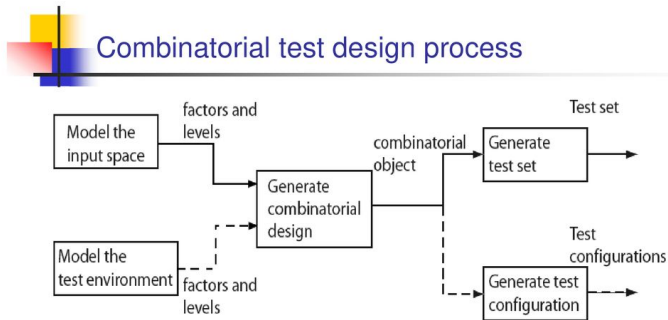 Combinatorial test design process
factors and
levels
Model the
input space
Test set
combinatorial
object
Generate
test set
Generate
combinatorial
design
Model the
test environment
factors and
levels
Test
configurations
Generate test
configuration